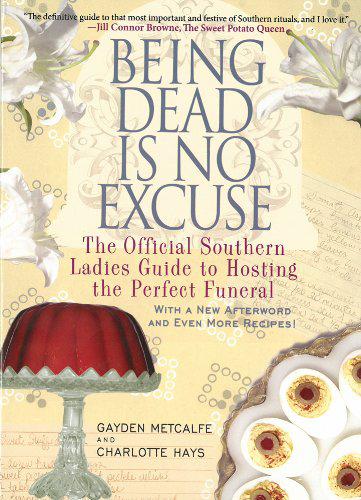 "The definitive guide to that most important and festive of Southern rituals, and I love it."
—Jill Connor Browne, The Sweet Potato Queen
BEING
DEAD
IS NO
EXCUSE
The Official Southern
Ladies Guide to Hosting
the Perfect Funeral
WITH A NEW AFTERWORD
AND EVEN MORE RECIPES!
GAYDEN METCALFE
AND
CHARLOTTE HAYS